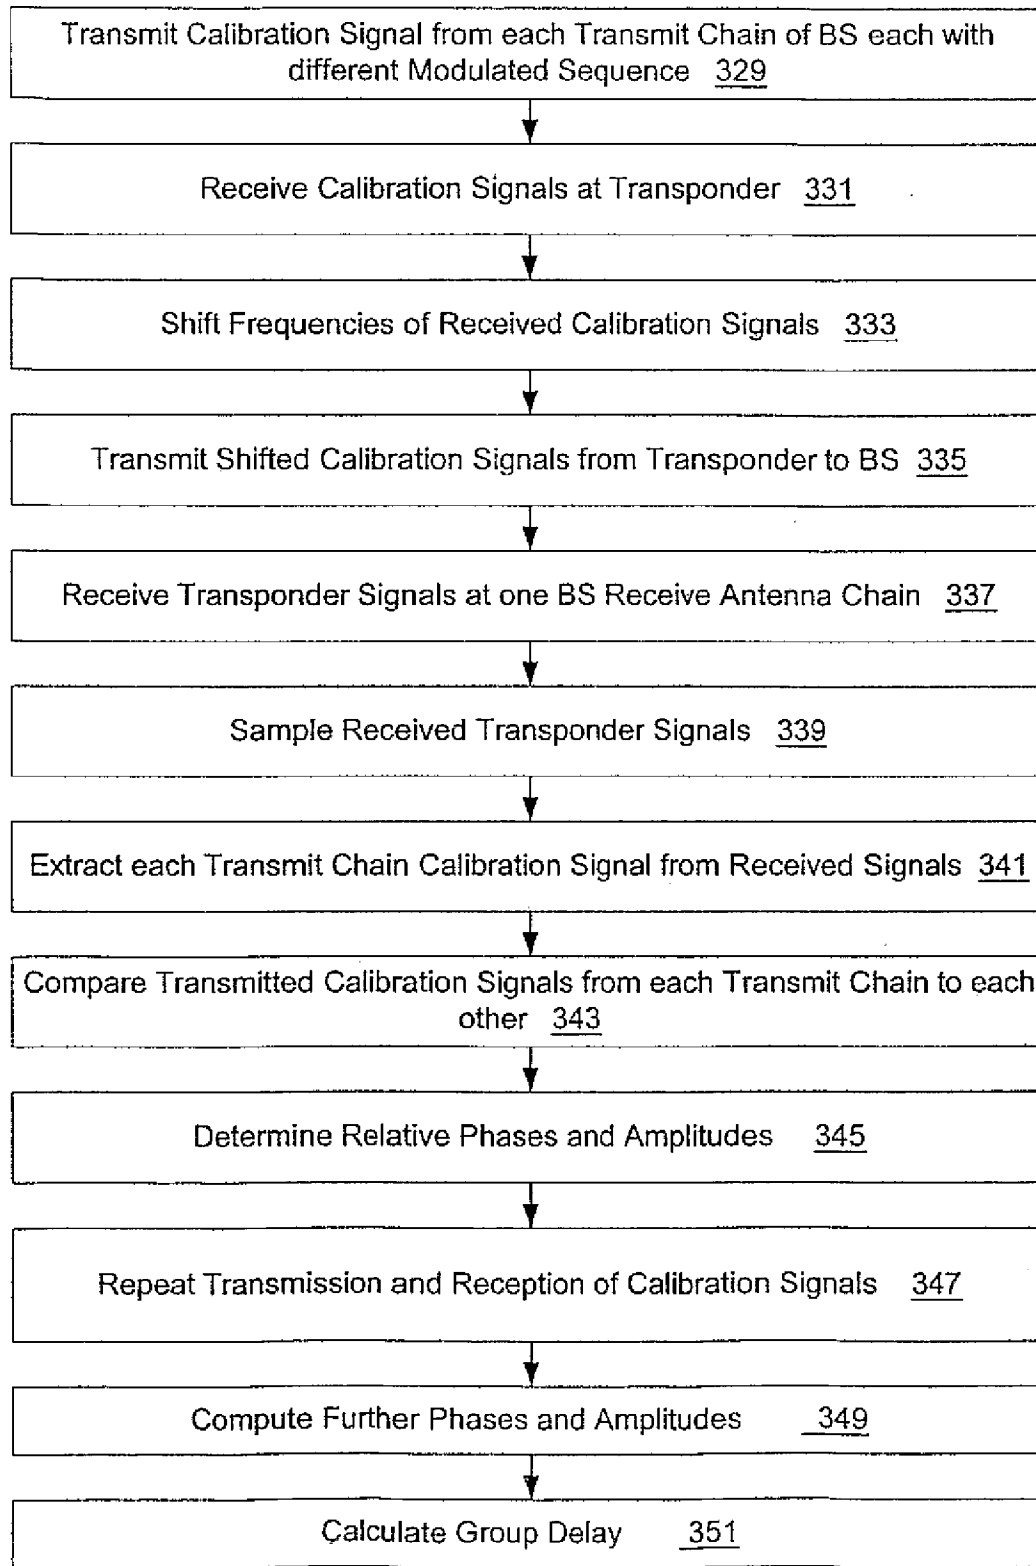 Transmit Calibration Signal from each Transmit Chain of BS each with
different Modulated Sequence 329
Receive Calibration Signals at Transponder 331
Shift Frequencies of Received Calibration Signals 333
Transmit Shifted Calibration Signals from Transponder to BS 335
Receive Transponder Signals at one BS Receive Antenna Chain 337
Sample Received Transponder Signals 339
Extract each Transmit Chain Calibration Signal from Received Signals 341
Compare Transmitted Calibration Signals from each Transmit Chain to each
other 343
Determine Relative Phases and Amplitudes 345
Repeat Transmission and Reception of Calibration Signals 347
Compute Further Phases and Amplitudes 349
Calculate Group Delay 351